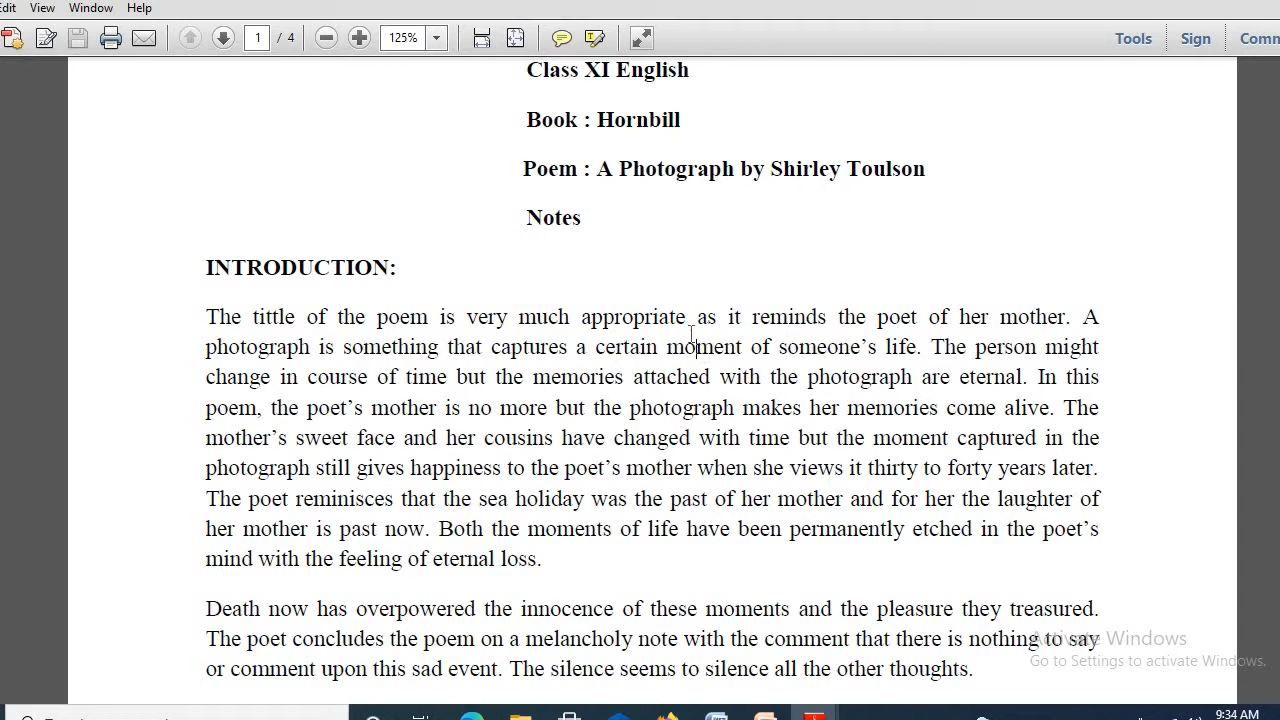 Edit View Window Help
1 / 4 125% Tools Sign Comm
Class XI English
Book : Hornbill
Poem : A Photograph by Shirley Toulson
Notes
INTRODUCTION:
The tittle of the poem is very much appropriate as it reminds the poet of her mother. A
photograph is something that captures a certain moment of someone’s life. The person might
change in course of time but the memories attached with the photograph are eternal. In this
poem, the poet’s mother is no more but the photograph makes her memories come alive. The
mother’s sweet face and her cousins have changed with time but the moment captured in the
photograph still gives happiness to the poet’s mother when she views it thirty to forty years later.
The poet reminisces that the sea holiday was the past of her mother and for her the laughter of
her mother is past now. Both the moments of life have been permanently etched in the poet’s
mind with the feeling of eternal loss.
Death now has overpowered the innocence of these moments and the pleasure they treasured.
The poet concludes the poem on a melancholy note with the comment that there is nothing to say
or comment upon this sad event. The silence seems to silence all the other thoughts.
Activate Windows
Go to Settings to activate Windows.
9:34 AM